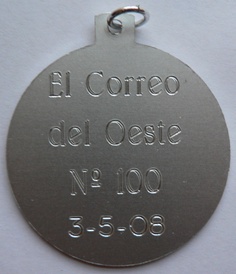 El Correo
del Oeste
Nº 100
3-5-08